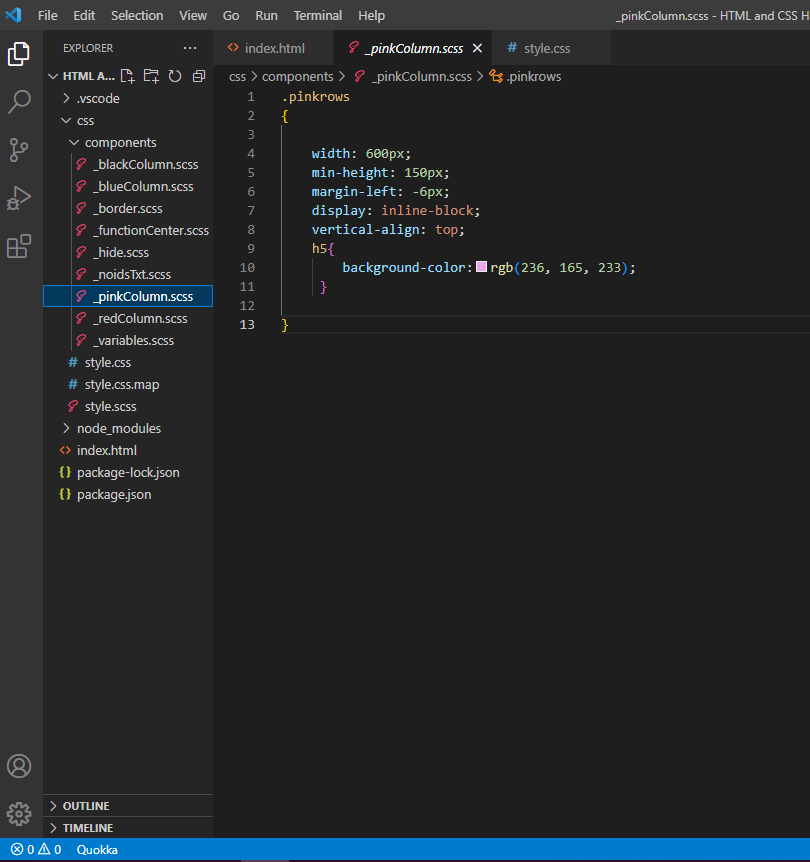 File Edit Selection View Go Run Terminal Help _pinkColumn.scss - HTML and CSS H
EXPLORER ...
HTML A...
.vscode
css
components
_blackColumn.scss
_blueColumn.scss
_border.scss
_functionCenter.scss
_hide.scss
_noidsTxt.scss
_pinkColumn.scss
_redColumn.scss
_variables.scss
# style.css
# style.css.map
style.scss
node_modules
<> index.html
{} package-lock.json
{} package.json
OUTLINE
TIMELINE
<> index.html _pinkColumn.scss # style.css
css > components > _pinkColumn.scss > .pinkrows
1 .pinkrows
2 {
3
4 width: 600px;
5 min-height: 150px;
6 margin-left: -6px;
7 display: inline-block;
8 vertical-align: top;
9 h5{
10 background-color: rgb(236, 165, 233);
11 }
12
13 }
0 0 Quokka